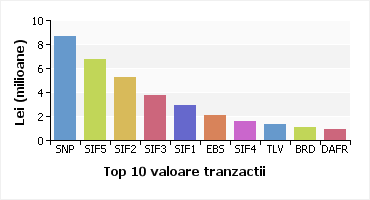 Lei (milioane)
10
8
6
4
2
0
SNP SIF5 SIF2 SIF3 SIF1 EBS SIF4 TLV BRD DAFR
Top 10 valoare tranzactii